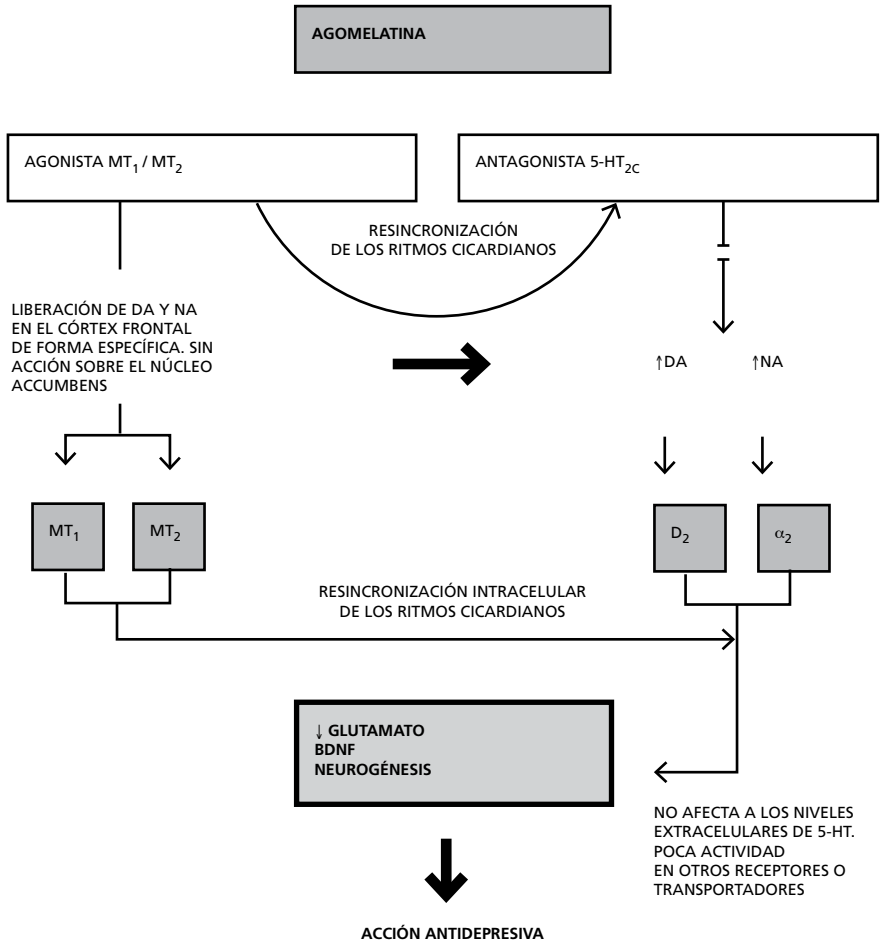 AGOMELATINA
AGONISTA MT₁ / MT₂
ANTAGONISTA 5-HT₂C
RESINCRONIZACIÓN
DE LOS RITMOS CICARDIANOS
LIBERACIÓN DE DA Y NA
EN EL CÓRTEX FRONTAL
DE FORMA ESPECÍFICA. SIN
ACCIÓN SOBRE EL NÚCLEO
ACCUMBENS
↑DA
↑NA
MT₁
MT₂
D₂
α₂
RESINCRONIZACIÓN INTRACELULAR
DE LOS RITMOS CICARDIANOS
↓ GLUTAMATO
BDNF
NEUROGÉNESIS
NO AFECTA A LOS NIVELES
EXTRACELULARES DE 5-HT.
POCA ACTIVIDAD
EN OTROS RECEPTORES O
TRANSPORTADORES
ACCIÓN ANTIDEPRESIVA